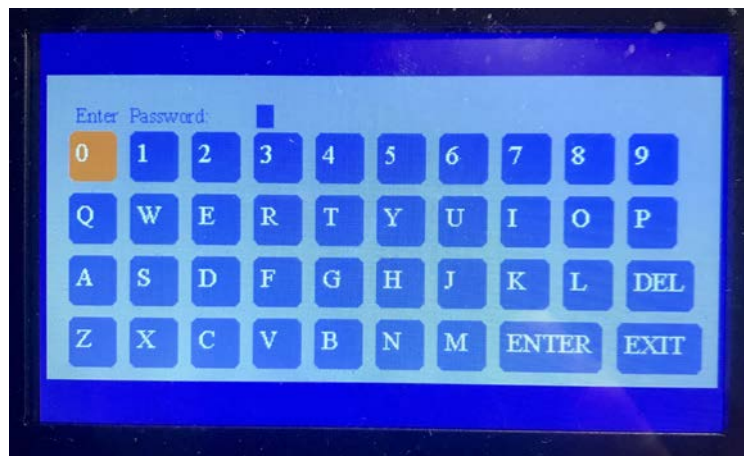 Enter Password:
0 1 2 3 4 5 6 7 8 9
Q W E R T Y U I O P
A S D F G H J K L DEL
Z X C V B N M ENTER EXIT